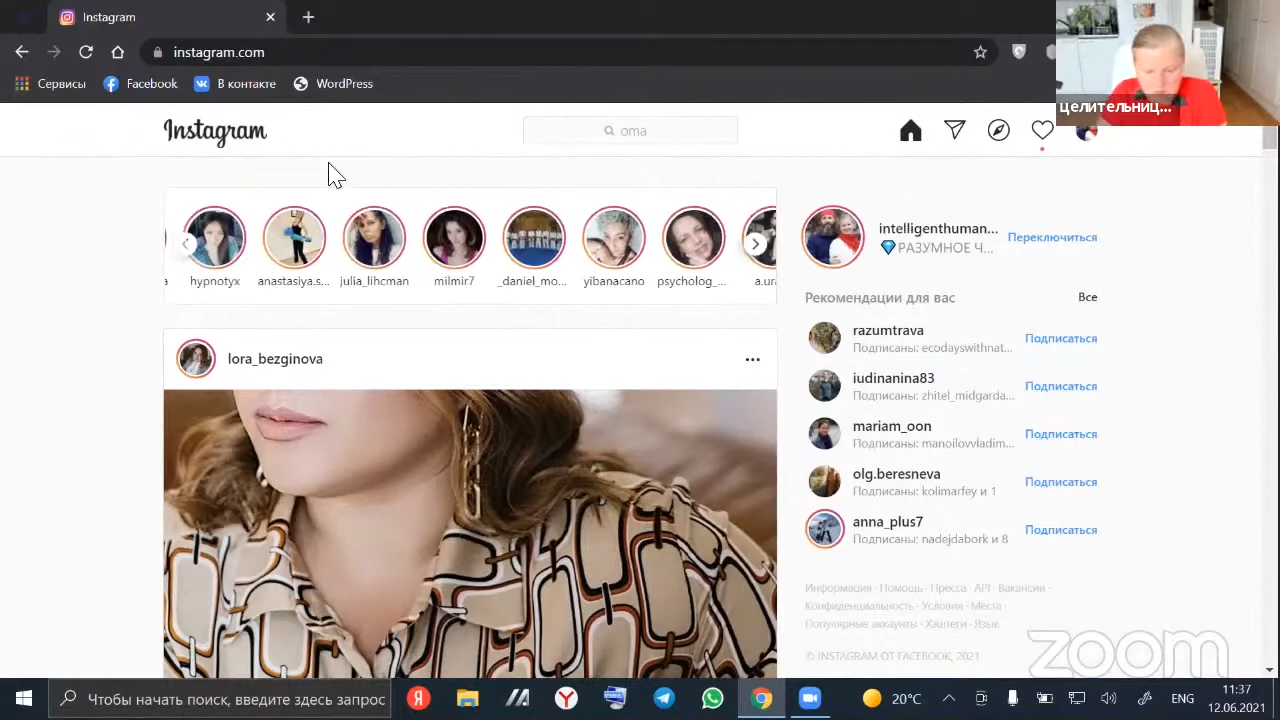 Instagram
instagram.com
Сервисы
Facebook
В контакте
WordPress
целительниц...
Instagram
oma
hypnotyx
anastasiya.s...
julia_lihcman
milmir7
_daniel_mo...
yibanacano
psycholog_...
a.ura
intelligenthuman...
РАЗУМНОЕ Ч...
Переключиться
Рекомендации для вас
Все
razumtrava
Подписаны: ecodayswithnat...
Подписаться
iudinanina83
Подписаны: zhitel_midgarda...
Подписаться
mariam_oon
Подписаны: manoilovvladim...
Подписаться
olg.beresneva
Подписаны: kolimarfey и 1
Подписаться
anna_plus7
Подписаны: nadejdabork и 8
Подписаться
lora_bezginova
Информация · Помощь · Пресса · API · Вакансии ·
Конфиденциальность · Условия · Места ·
Популярные аккаунты · Хэштеги · Язык
© INSTAGRAM ОТ FACEBOOK, 2021
zoom
Чтобы начать поиск, введите здесь запрос
Я
Y
20°C
ENG
11:37
12.06.2021